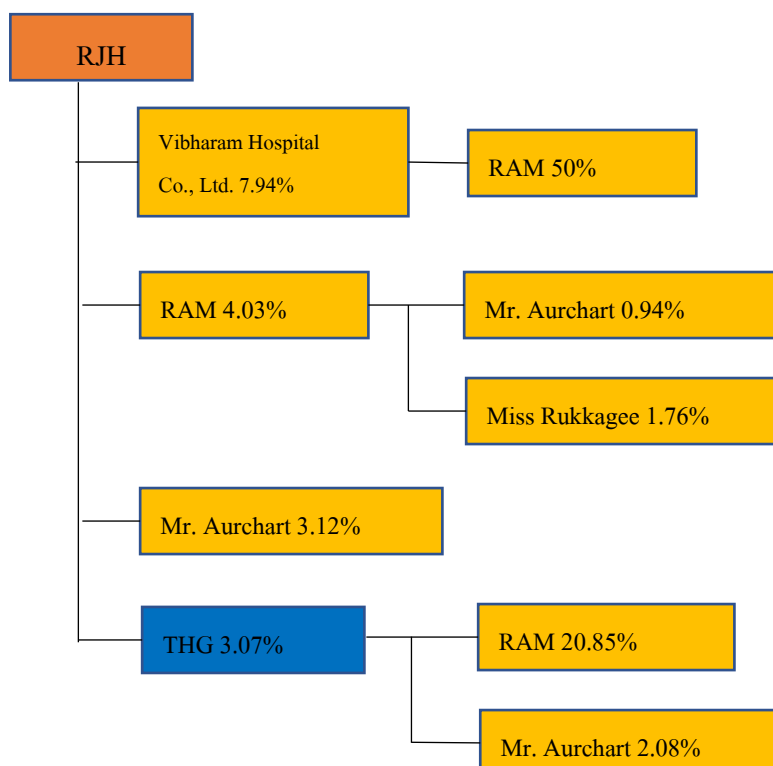 RJH
Vibharam Hospital
Co., Ltd. 7.94%
RAM 50%
RAM 4.03%
Mr. Aurchart 0.94%
Miss Rukkagee 1.76%
Mr. Aurchart 3.12%
THG 3.07%
RAM 20.85%
Mr. Aurchart 2.08%